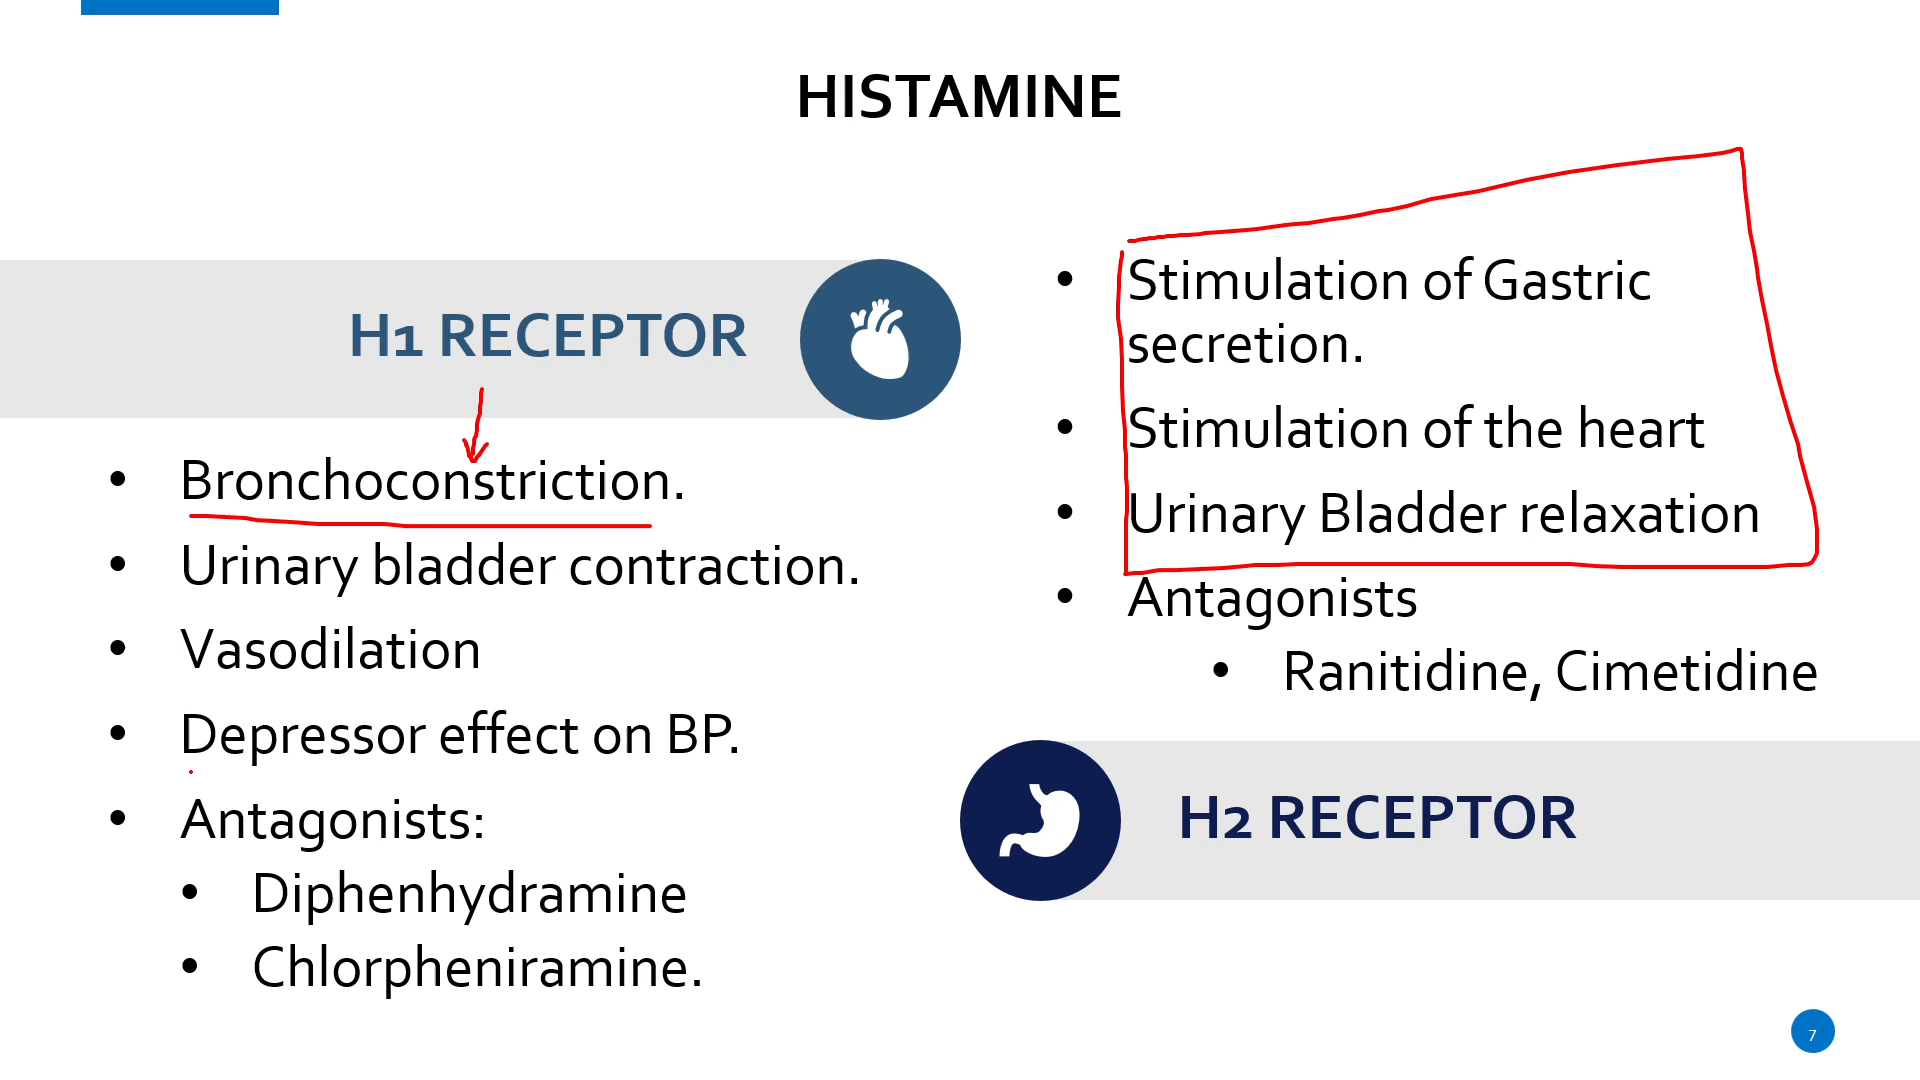 HISTAMINE
H1 RECEPTOR
• Bronchoconstriction.
• Urinary bladder contraction.
• Vasodilation
• Depressor effect on BP.
• Antagonists:
• Diphenhydramine
• Chlorpheniramine.
• Stimulation of Gastric
secretion.
• Stimulation of the heart
• Urinary Bladder relaxation
• Antagonists
• Ranitidine, Cimetidine
H2 RECEPTOR
7